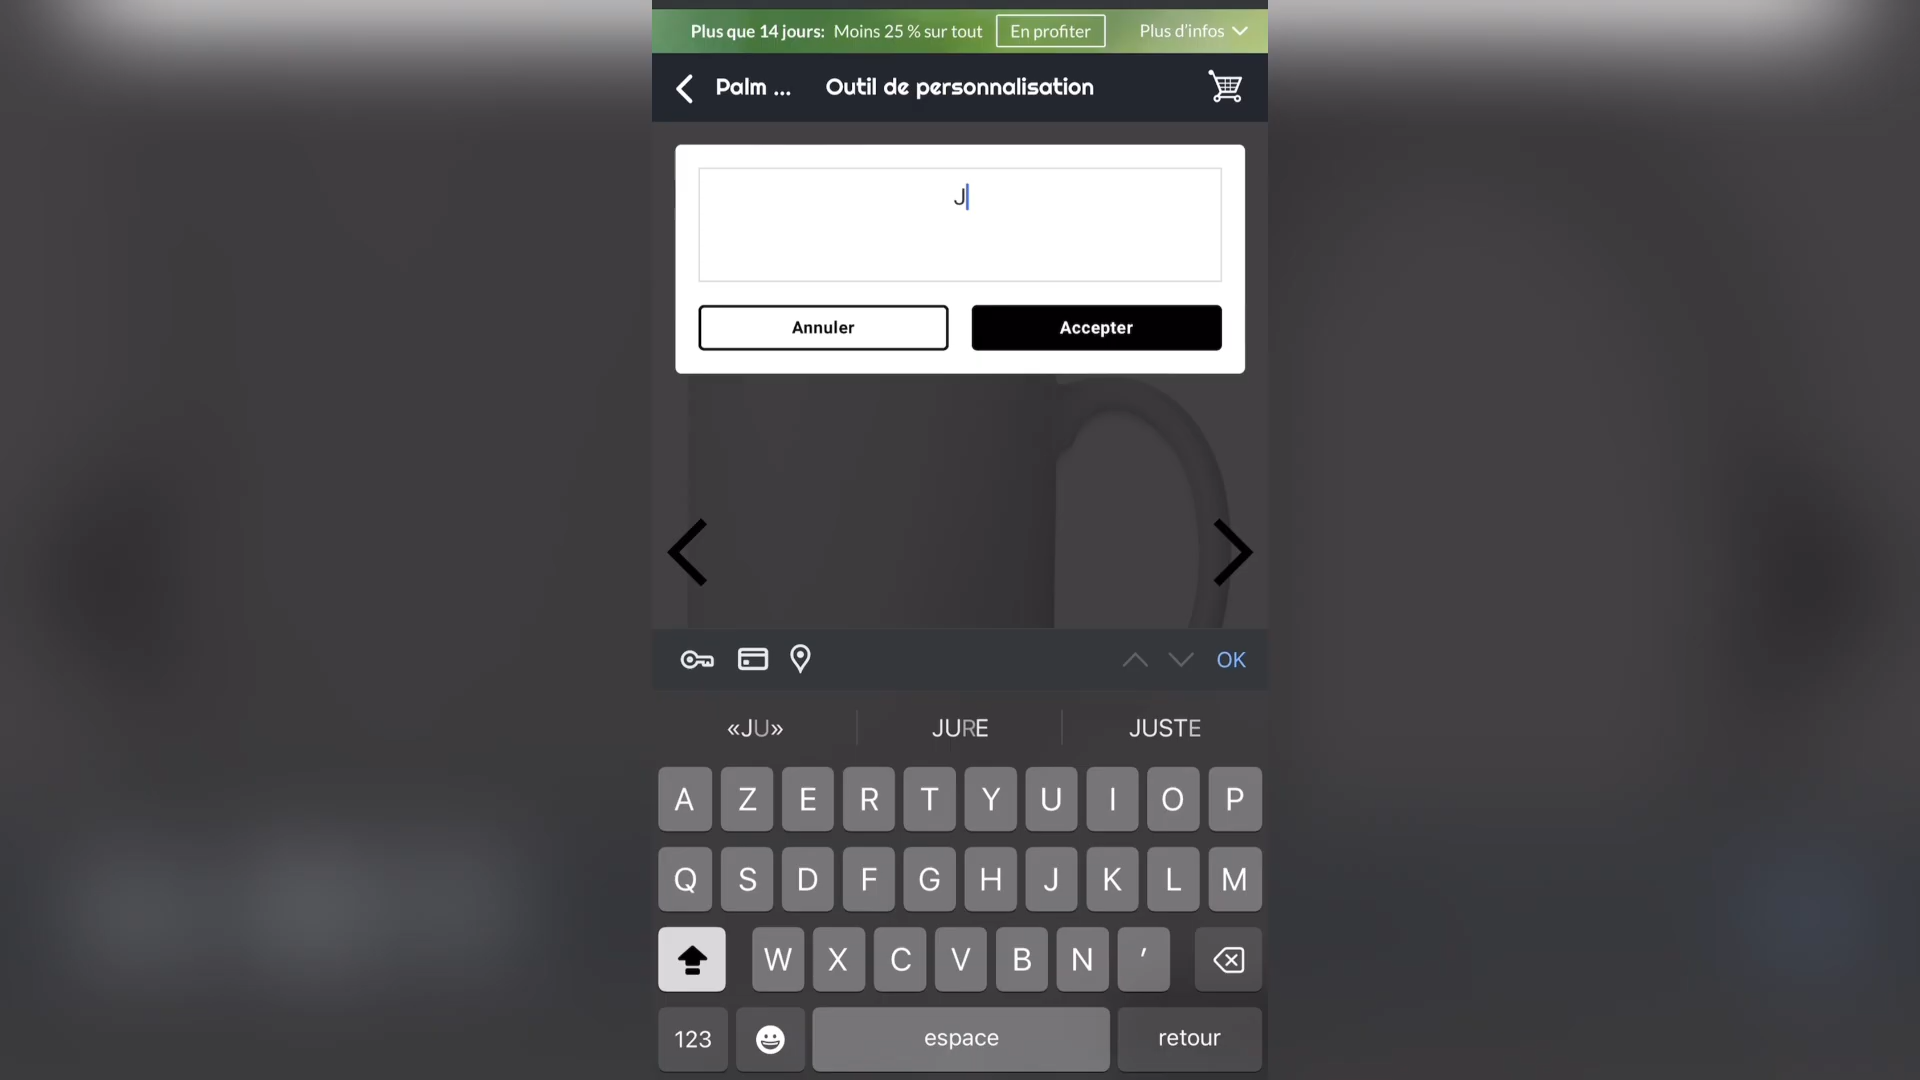 Plus que 14 jours: Moins 25 % sur tout En profiter Plus d'infos
Palm ... Outil de personnalisation
J
Annuler Accepter
OK
«JU» JURE JUSTE
A Z E R T Y U I O P
Q S D F G H J K L M
W X C V B N '
123 espace retour